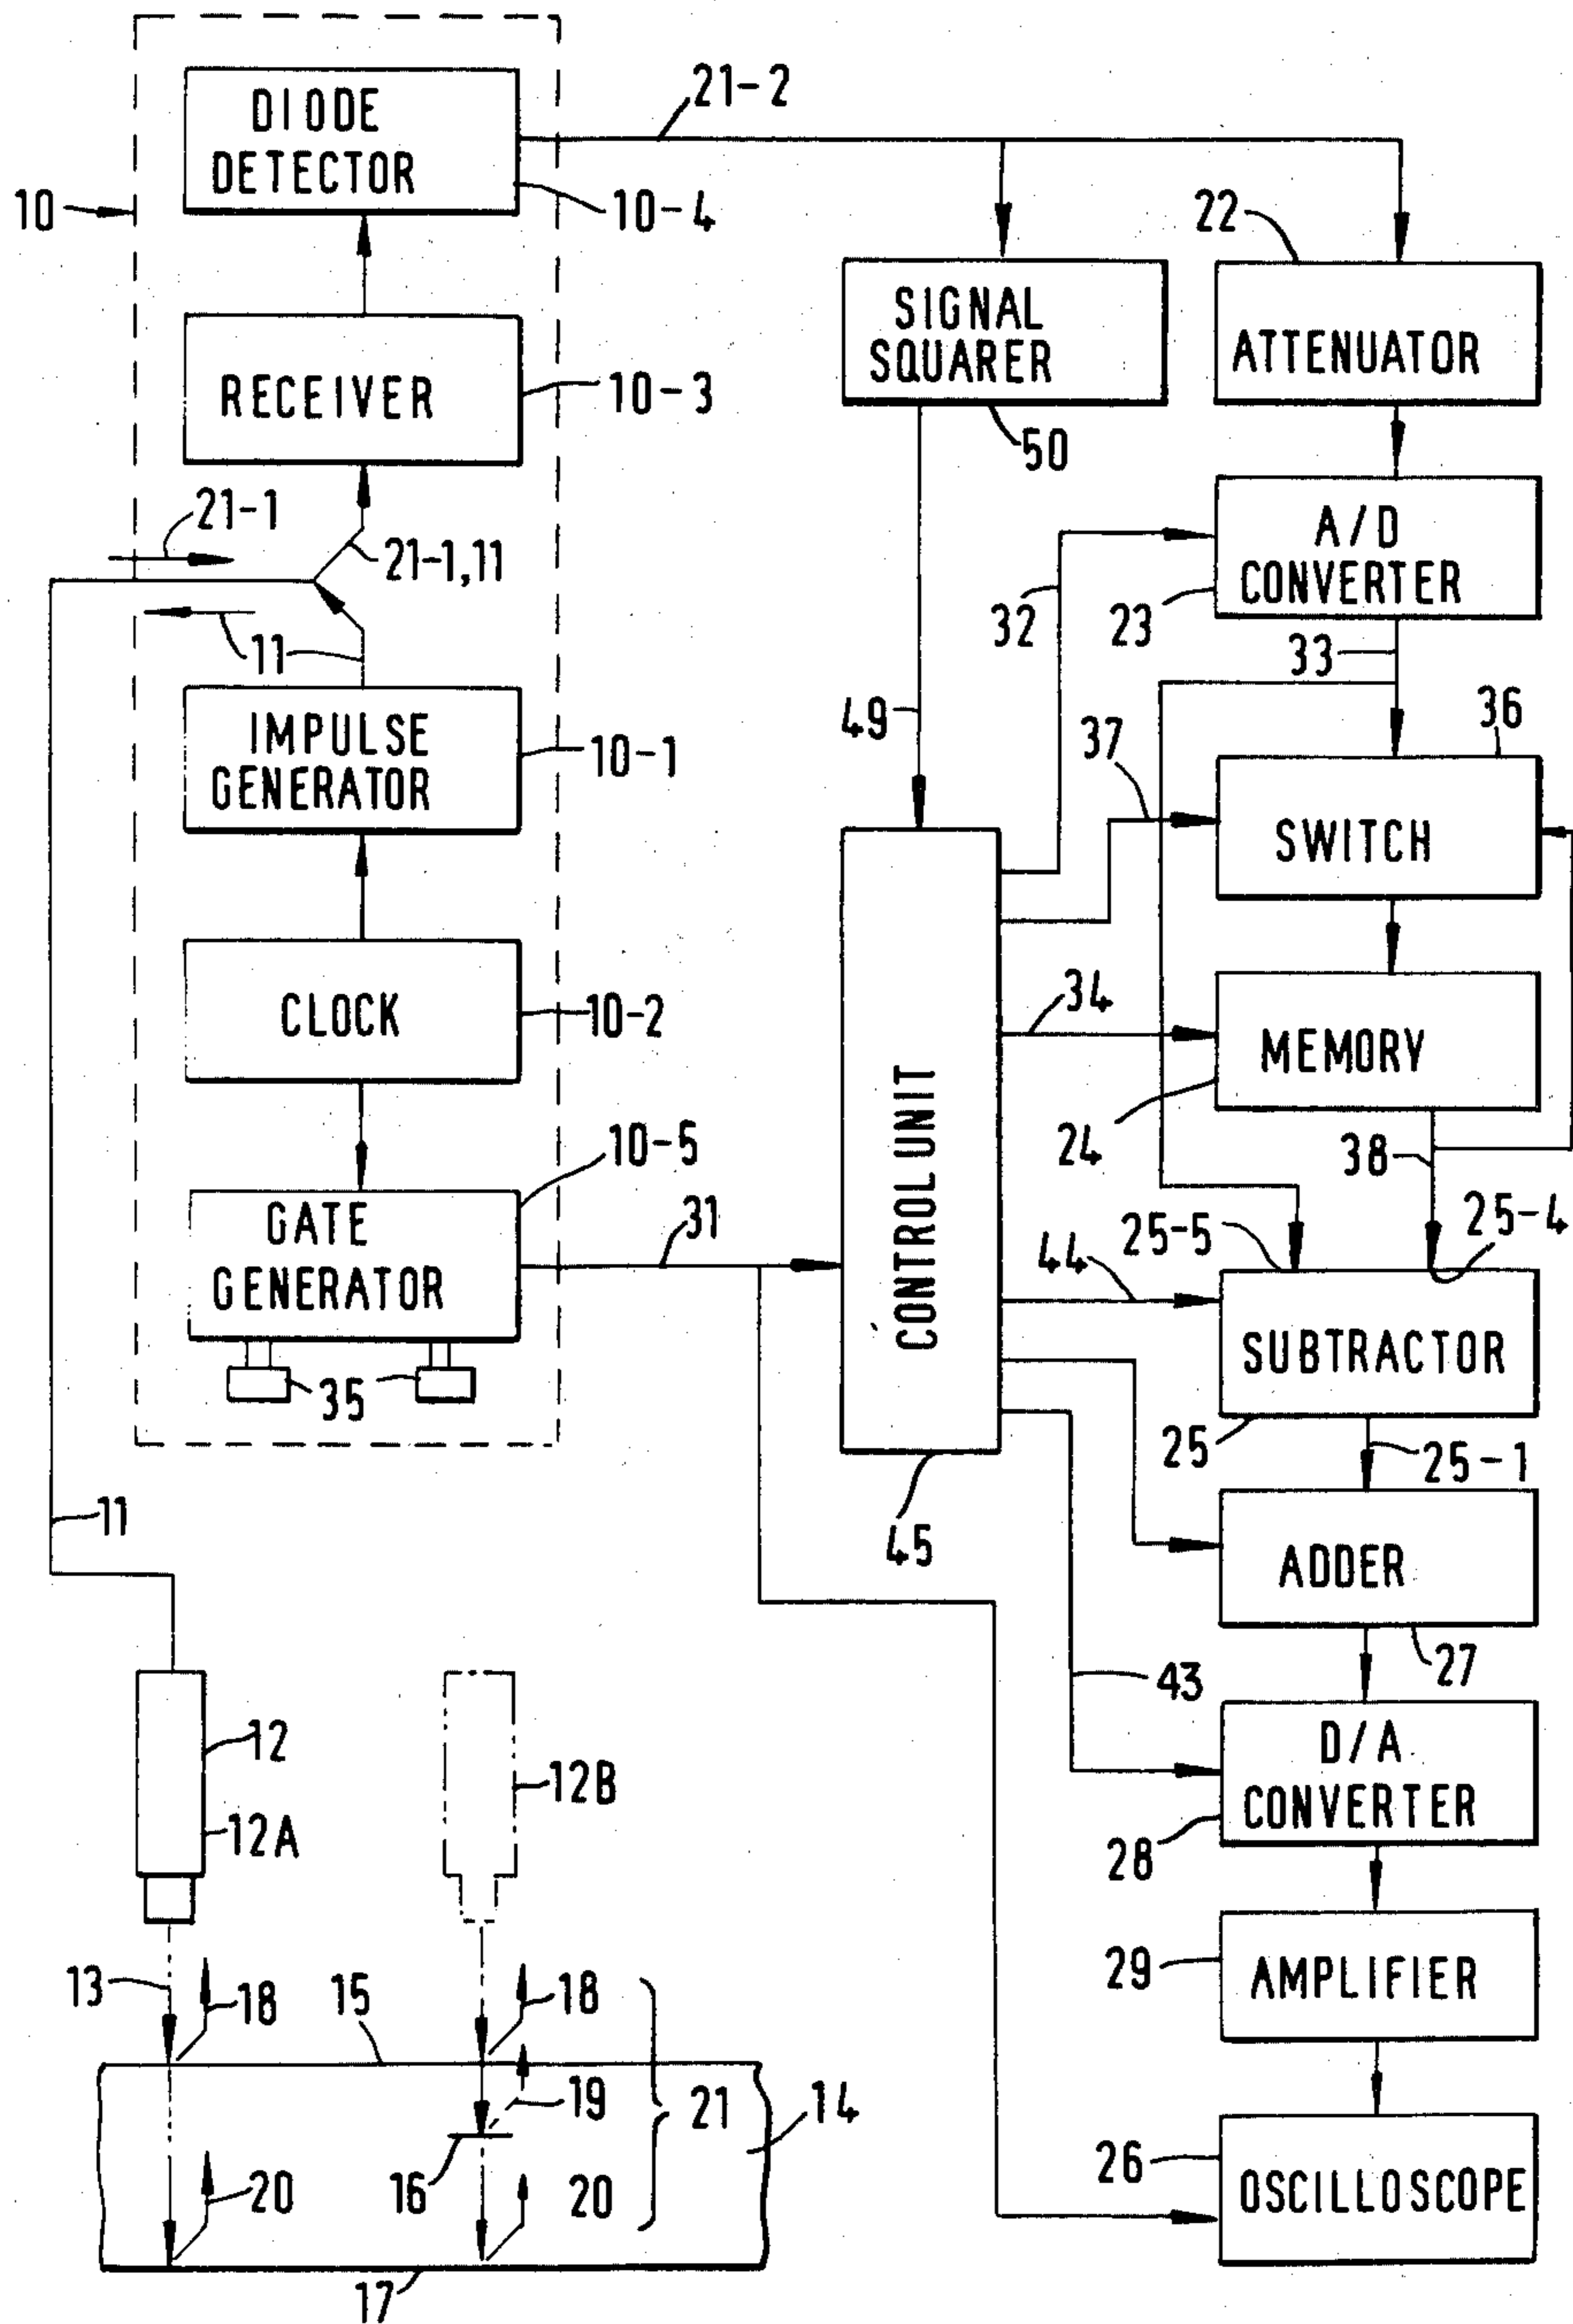 DIODE
DETECTOR
21-2
10
10-4
22
SIGNAL
SQUARER
ATTENUATOR
RECEIVER
10-3
50
21-1
21-1,11
A/D
CONVERTER
32
23
33
11
49
37
36
IMPULSE
GENERATOR
10-1
SWITCH
CLOCK
10-2
34
MEMORY
24
38
CONTROL UNIT
10-5
GATE
GENERATOR
31
25-5
25-4
44
SUBTRACTOR
35
25
25-1
11
45
ADDER
27
43
12
12A
12B
D/A
CONVERTER
28
29
AMPLIFIER
13
18
15
18
19
21
14
16
20
20
26
OSCILLOSCOPE
17